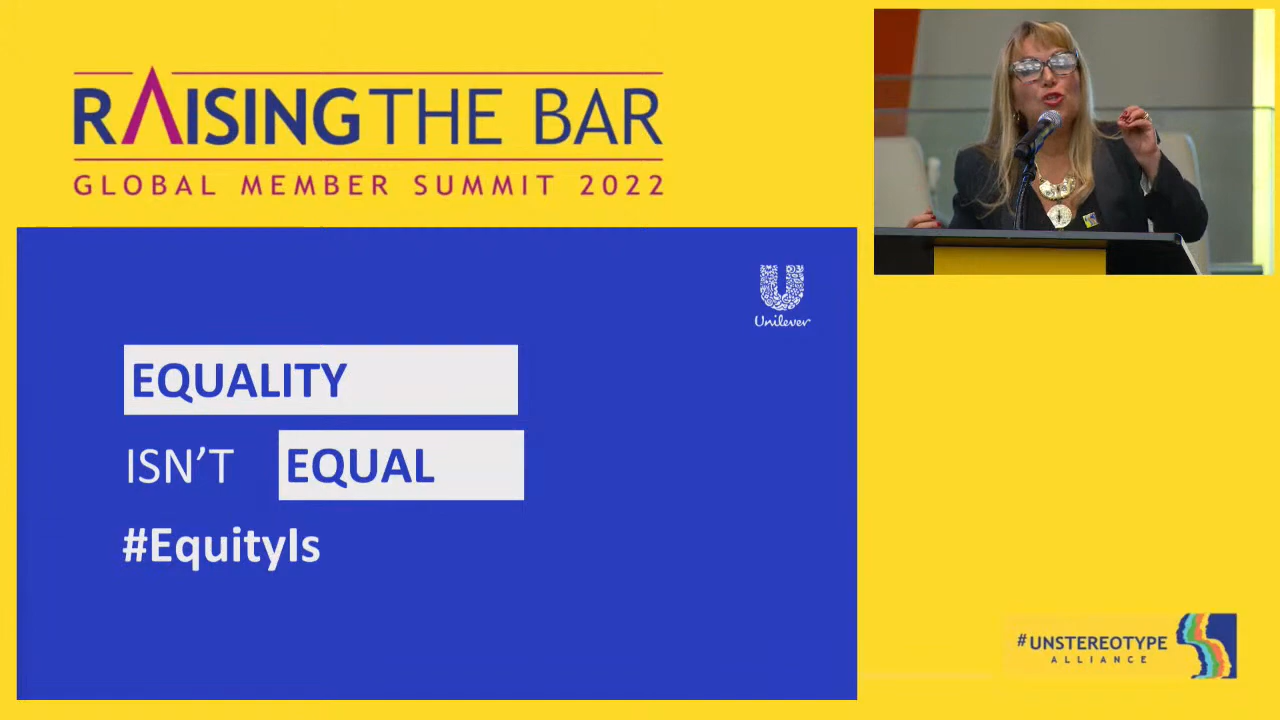 RAISING THE BAR
GLOBAL MEMBER SUMMIT 2022
Unilever
EQUALITY
ISN'T EQUAL
#EquityIs
#UNSTEREOTYPE
ALLIANCE